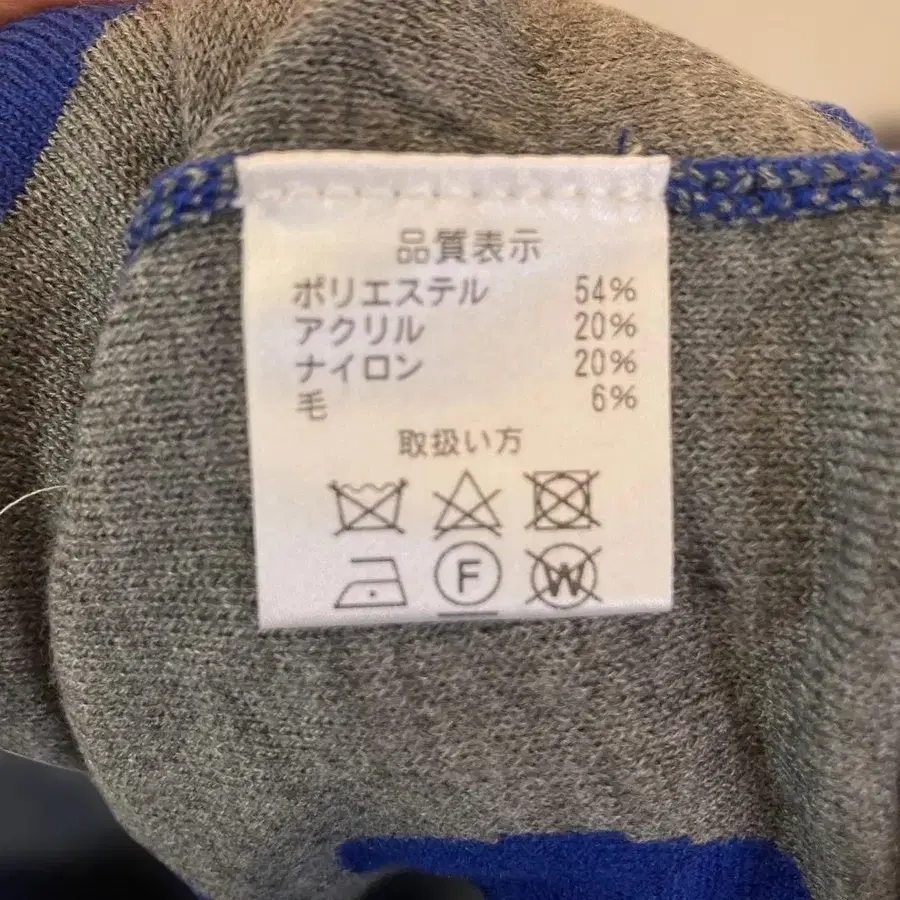 品質表示
ポリエステル 54%
アクリル 20%
ナイロン 20%
毛 6%
取扱い方
F W